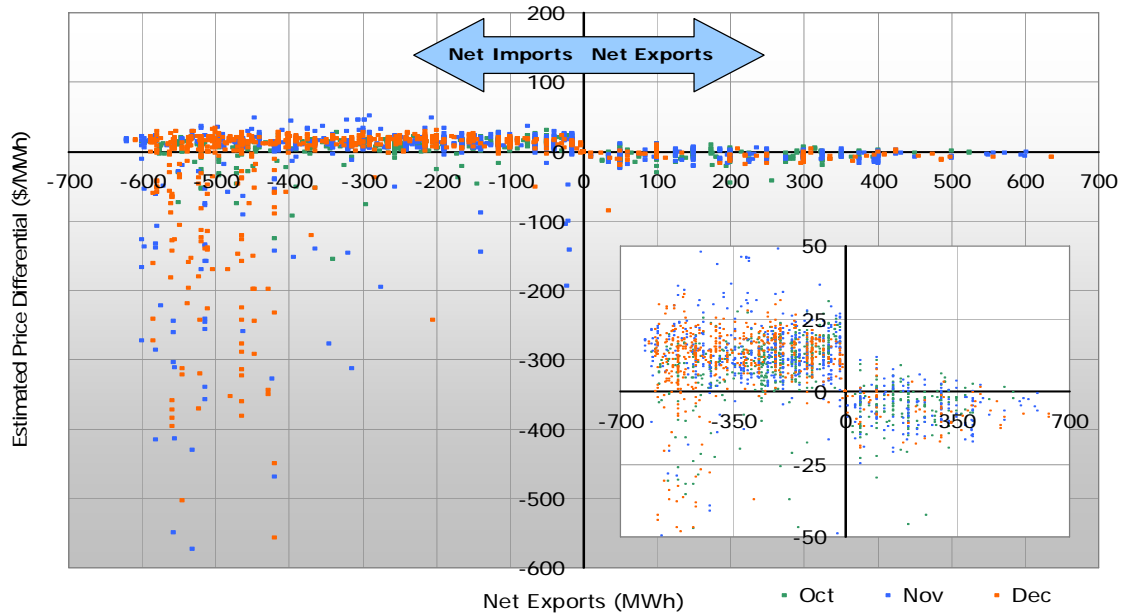 200
Net Imports Net Exports
100
0
-700 -600 -500 -400 -300 -200 -100 0 100 200 300 400 500 600 700
-100
-200
-300
-400
-500
-600
Estimated Price Differential ($/MWh)
50
25
0
-700 -350 0 350 700
-25
-50
Net Exports (MWh)
Oct Nov Dec